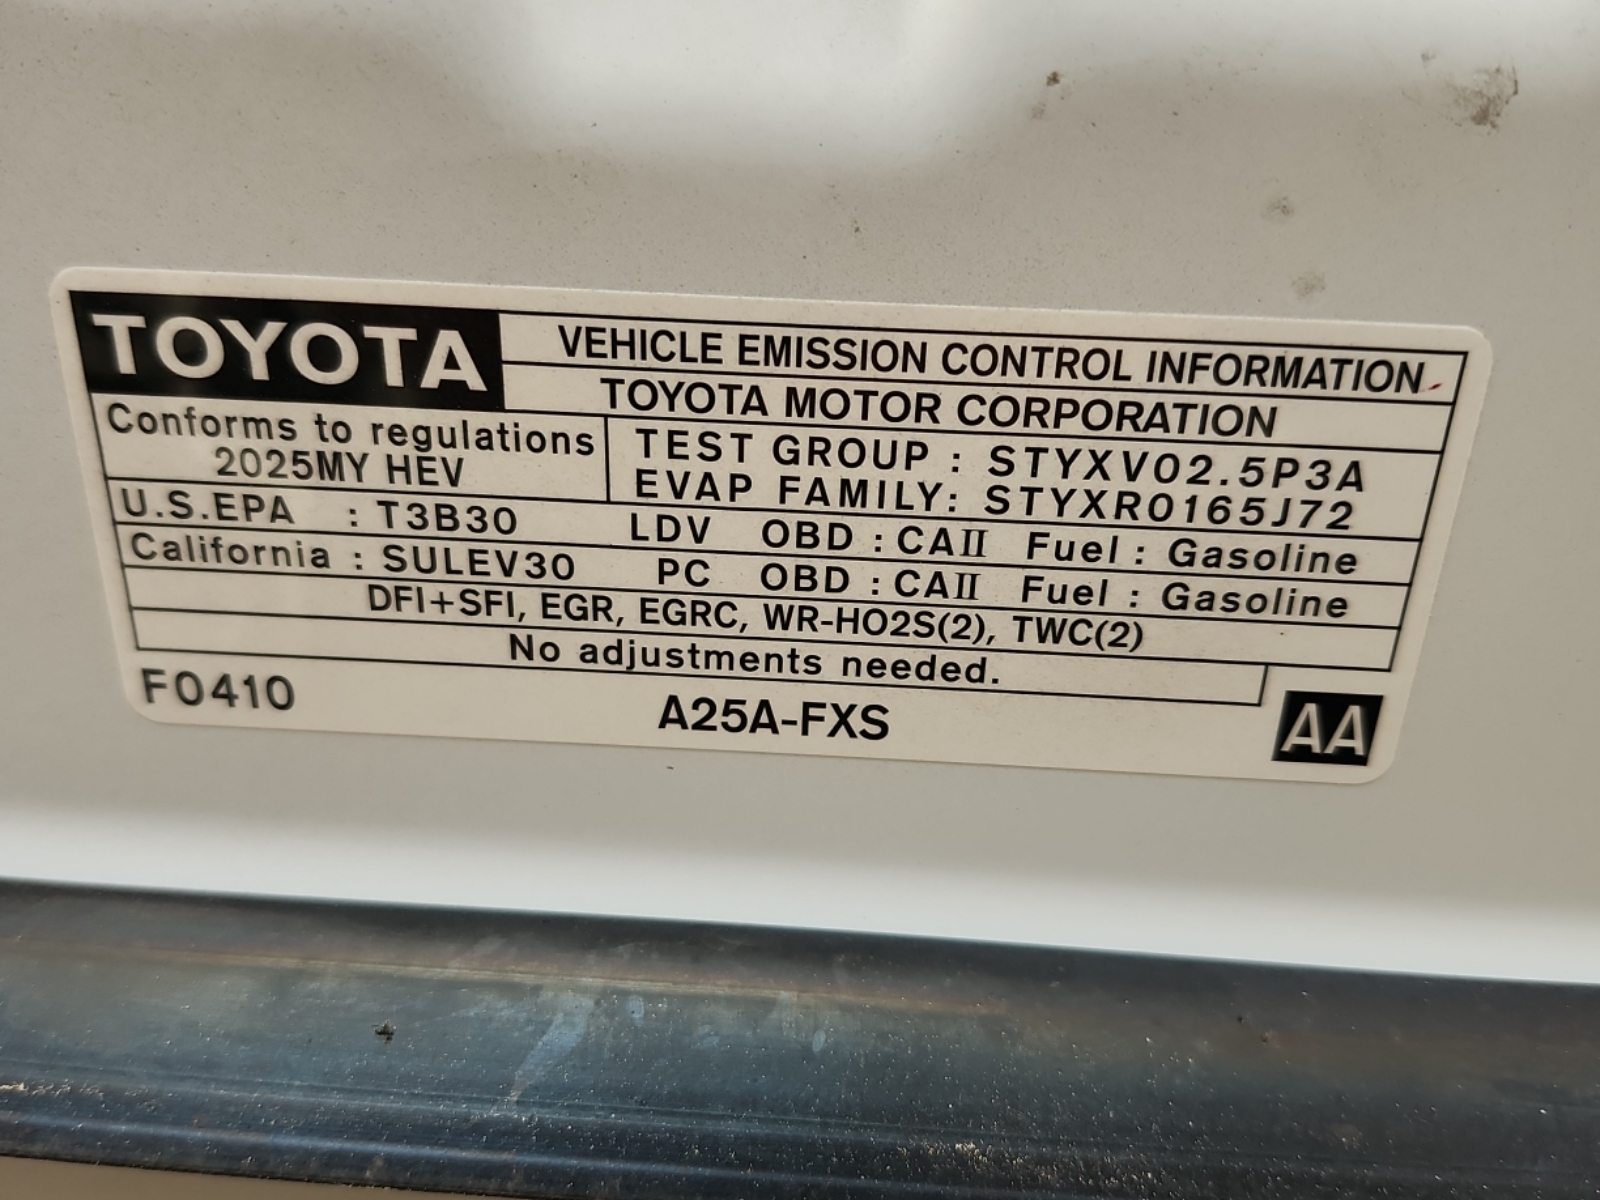 TOYOTA
VEHICLE EMISSION CONTROL INFORMATION
TOYOTA MOTOR CORPORATION
Conforms to regulations
2025MY HEV
TEST GROUP : STYXV02.5P3A
EVAP FAMILY: STYXR0165J72
U.S.EPA : T3B30 LDV OBD : CAII Fuel : Gasoline
California : SULEV30 PC OBD : CAII Fuel : Gasoline
DFI+SFI, EGR, EGRC, WR-HO2S(2), TWC(2)
No adjustments needed.
F0410 A25A-FXS AA